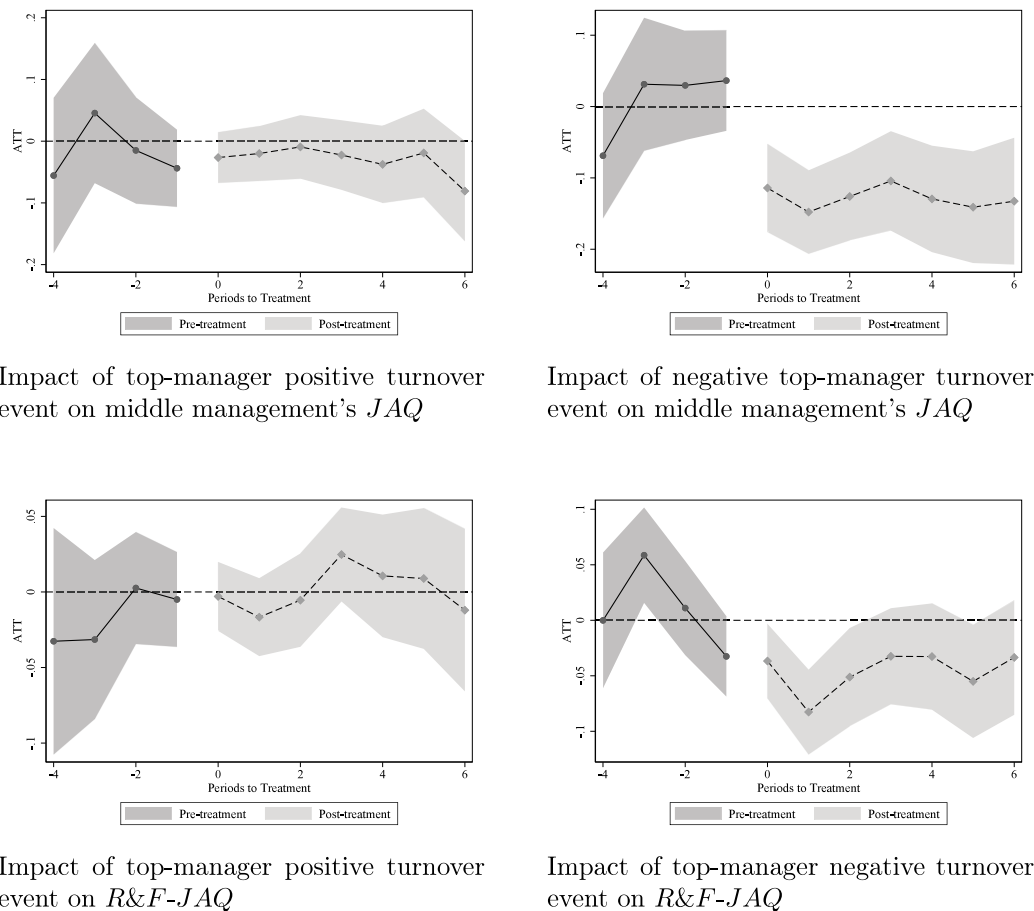 .2
.1
0
-.1
-.2
ATT
-4 -2 0 2 4 6
Periods to Treatment
Pre-treatment Post-treatment
Impact of top-manager positive turnover
event on middle management's JAQ
.1
0
-.1
-.2
ATT
-4 -2 0 2 4 6
Periods to Treatment
Pre-treatment Post-treatment
Impact of negative top-manager turnover
event on middle management's JAQ
.05
0
-.05
-.1
ATT
-4 -2 0 2 4 6
Periods to Treatment
Pre-treatment Post-treatment
Impact of top-manager positive turnover
event on R&F-JAQ
.1
.05
0
-.05
-.1
ATT
-4 -2 0 2 4 6
Periods to Treatment
Pre-treatment Post-treatment
Impact of top-manager negative turnover
event on R&F-JAQ